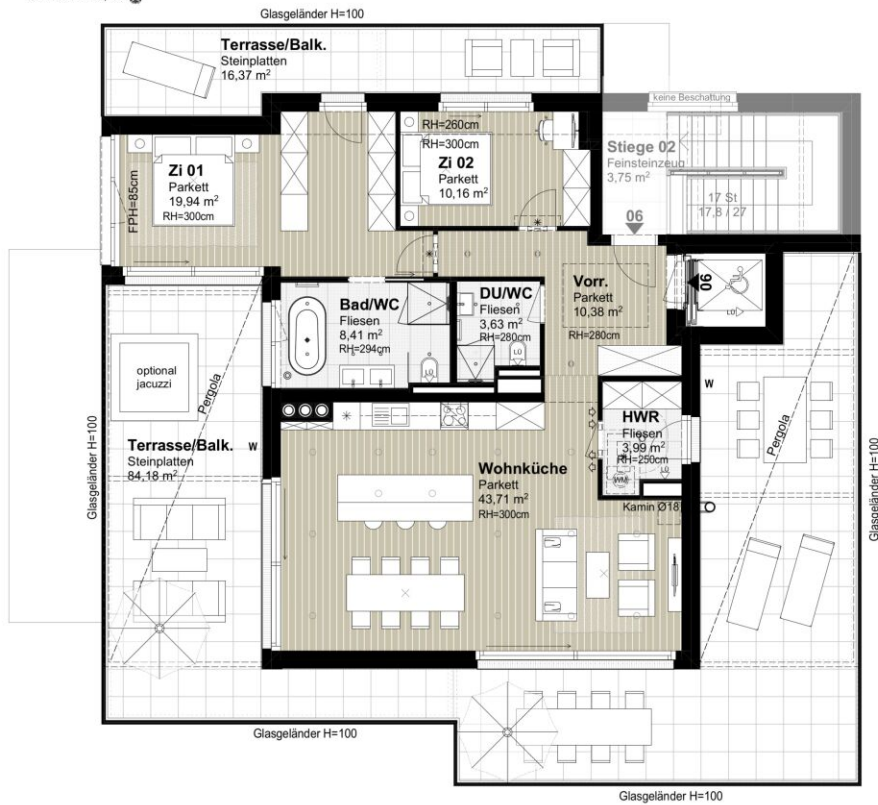 Glasgeländer H=100
Terrasse/Balk.
Steinplatten
16,37 m²
keine Beschattung
RH=260cm
RH=300cm
Zi 02
Parkett
10,16 m²
Stiege 02
Feinsteinzeug
3,75 m²
17 St
17,8 / 27
06
Zi 01
Parkett
19,94 m²
RH=300cm
FPH=85cm
06
Vorr.
Parkett
10,38 m²
RH=280cm
Bad/WC
Fliesen
8,41 m²
RH=294cm
DU/WC
Fliesen
3,63 m²
RH=280cm
LÜ
LÜ
LÜ
optional
jacuzzi
Pergola
Terrasse/Balk.
Steinplatten
84,18 m²
W
Glasgeländer H=100
HWR
Fliesen
3,99 m²
RH=250cm
WM
LÜ
W
Pergola
Glasgeländer H=100
Wohnküche
Parkett
43,71 m²
RH=300cm
Kamin Ø18
Glasgeländer H=100
Glasgeländer H=100